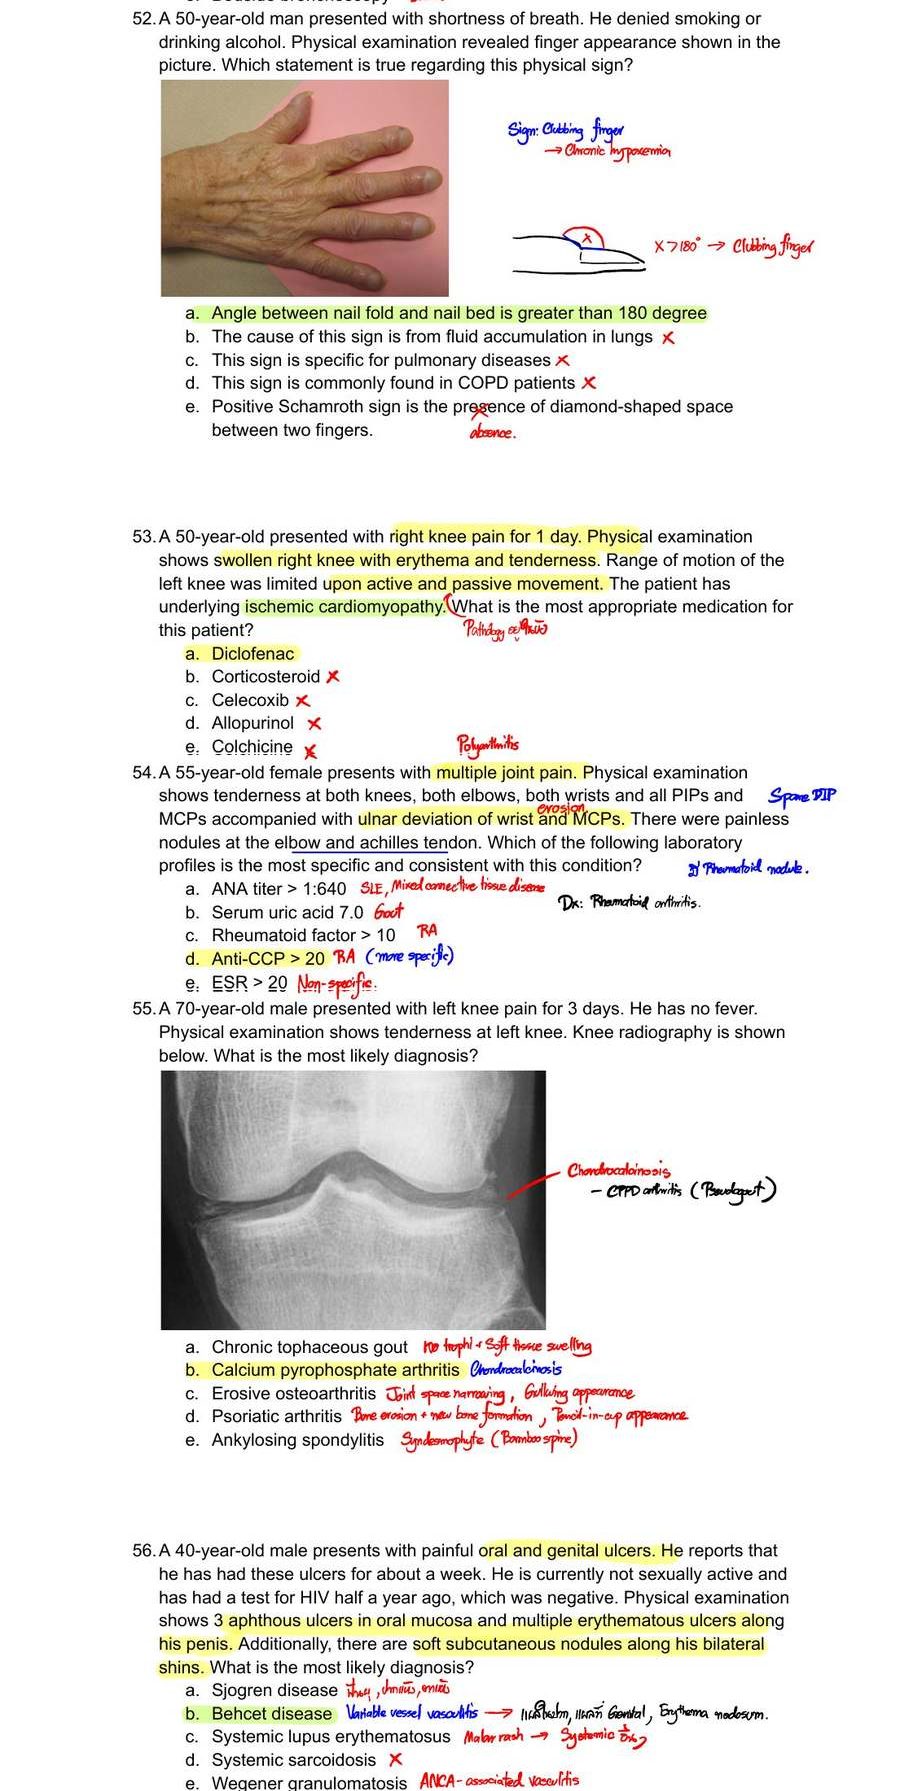 52. A 50-year-old man presented with shortness of breath. He denied smoking or
drinking alcohol. Physical examination revealed finger appearance shown in the
picture. Which statement is true regarding this physical sign?
Sign: Clubbing finger
→ Chronic hypoxemia
x
x > 180° → Clubbing finger
a. Angle between nail fold and nail bed is greater than 180 degree
b. The cause of this sign is from fluid accumulation in lungs ×
c. This sign is specific for pulmonary diseases ×
d. This sign is commonly found in COPD patients ×
e. Positive Schamroth sign is the presence of diamond-shaped space
between two fingers.
absence.
53. A 50-year-old presented with right knee pain for 1 day. Physical examination
shows swollen right knee with erythema and tenderness. Range of motion of the
left knee was limited upon active and passive movement. The patient has
underlying ischemic cardiomyopathy. What is the most appropriate medication for
this patient?
Pathology
a. Diclofenac
b. Corticosteroid ×
c. Celecoxib ×
d. Allopurinol ×
e. Colchicine ×
Polyarthritis
54. A 55-year-old female presents with multiple joint pain. Physical examination
shows tenderness at both knees, both elbows, both wrists and all PIPs and
Spare DIP
erosion
MCPs accompanied with ulnar deviation of wrist and MCPs. There were painless
nodules at the elbow and achilles tendon. Which of the following laboratory
profiles is the most specific and consistent with this condition?
Rheumatoid nodule.
a. ANA titer > 1:640 SLE, Mixed connective tissue disease
Dx: Rheumatoid arthritis.
b. Serum uric acid 7.0 Gout
c. Rheumatoid factor > 10 RA
d. Anti-CCP > 20 RA (more specific)
e. ESR > 20 Non-specific.
55. A 70-year-old male presented with left knee pain for 3 days. He has no fever.
Physical examination shows tenderness at left knee. Knee radiography is shown
below. What is the most likely diagnosis?
Chondrocalcinosis
- CPPD arthritis (Pseudogout)
a. Chronic tophaceous gout no trophi + Soft tissue swelling
b. Calcium pyrophosphate arthritis Chondrocalcinosis
c. Erosive osteoarthritis Joint space narrowing, Gullwing appearance
d. Psoriatic arthritis Bone erosion + new bone formation, Pencil-in-cup appearance
e. Ankylosing spondylitis Syndesmophyte (Bamboo spine)
56. A 40-year-old male presents with painful oral and genital ulcers. He reports that
he has had these ulcers for about a week. He is currently not sexually active and
has had a test for HIV half a year ago, which was negative. Physical examination
shows 3 aphthous ulcers in oral mucosa and multiple erythematous ulcers along
his penis. Additionally, there are soft subcutaneous nodules along his bilateral
shins. What is the most likely diagnosis?
a. Sjogren disease
b. Behcet disease Variable vessel vasculitis → Genital, Erythema nodosum.
c. Systemic lupus erythematosus Malar rash → Systemic
d. Systemic sarcoidosis ×
e. Wegener granulomatosis ANCA-associated vasculitis